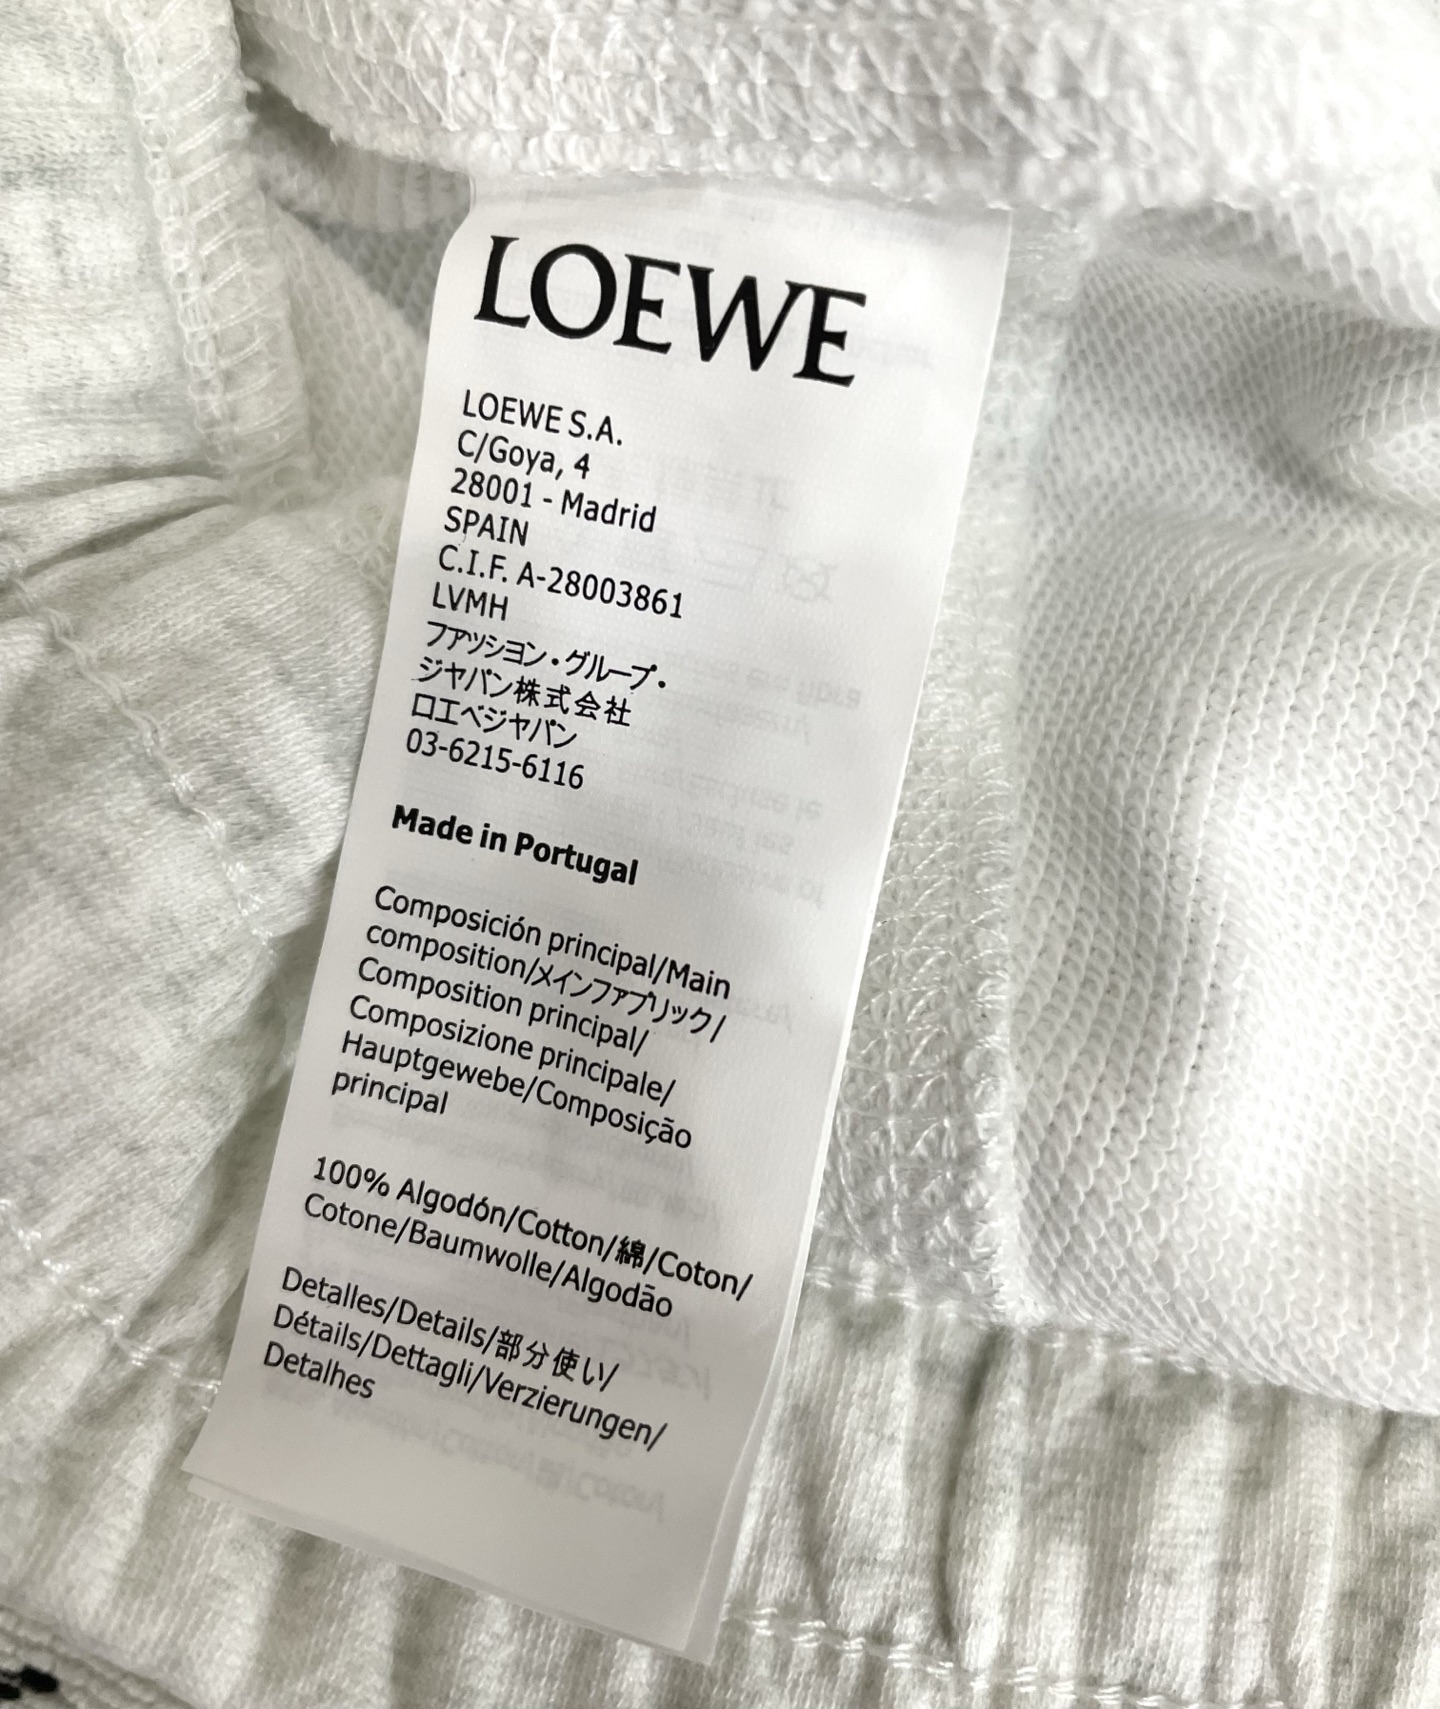 LOEWE
LOEWE S.A.
C/Goya, 4
28001 - Madrid
SPAIN
C.I.F. A-28003861
LVMH
ファッション・グループ・
ジャパン株式会社
ロエベジャパン
03-6215-6116
Made in Portugal
Composición principal/Main
composition/メインファブリック/
Composition principal/
Composizione principale/
Hauptgewebe/Composição
principal
100% Algodón/Cotton/綿/Coton/
Cotone/Baumwolle/Algodão
Detalles/Details/部分使い/
Détails/Dettagli/Verzierungen/
Detalhes